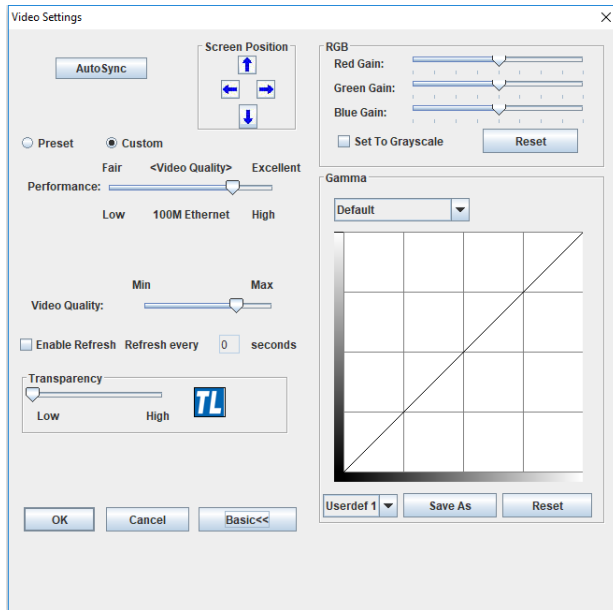 Video Settings
AutoSync
Screen Position
Preset
Custom
Fair <Video Quality> Excellent
Performance:
Low 100M Ethernet High
Min Max
Video Quality:
Enable Refresh Refresh every 0 seconds
Transparency
Low High
TL
OK Cancel Basic<<
RGB
Red Gain:
Green Gain:
Blue Gain:
Set To Grayscale Reset
Gamma
Default
Userdef 1 Save As Reset